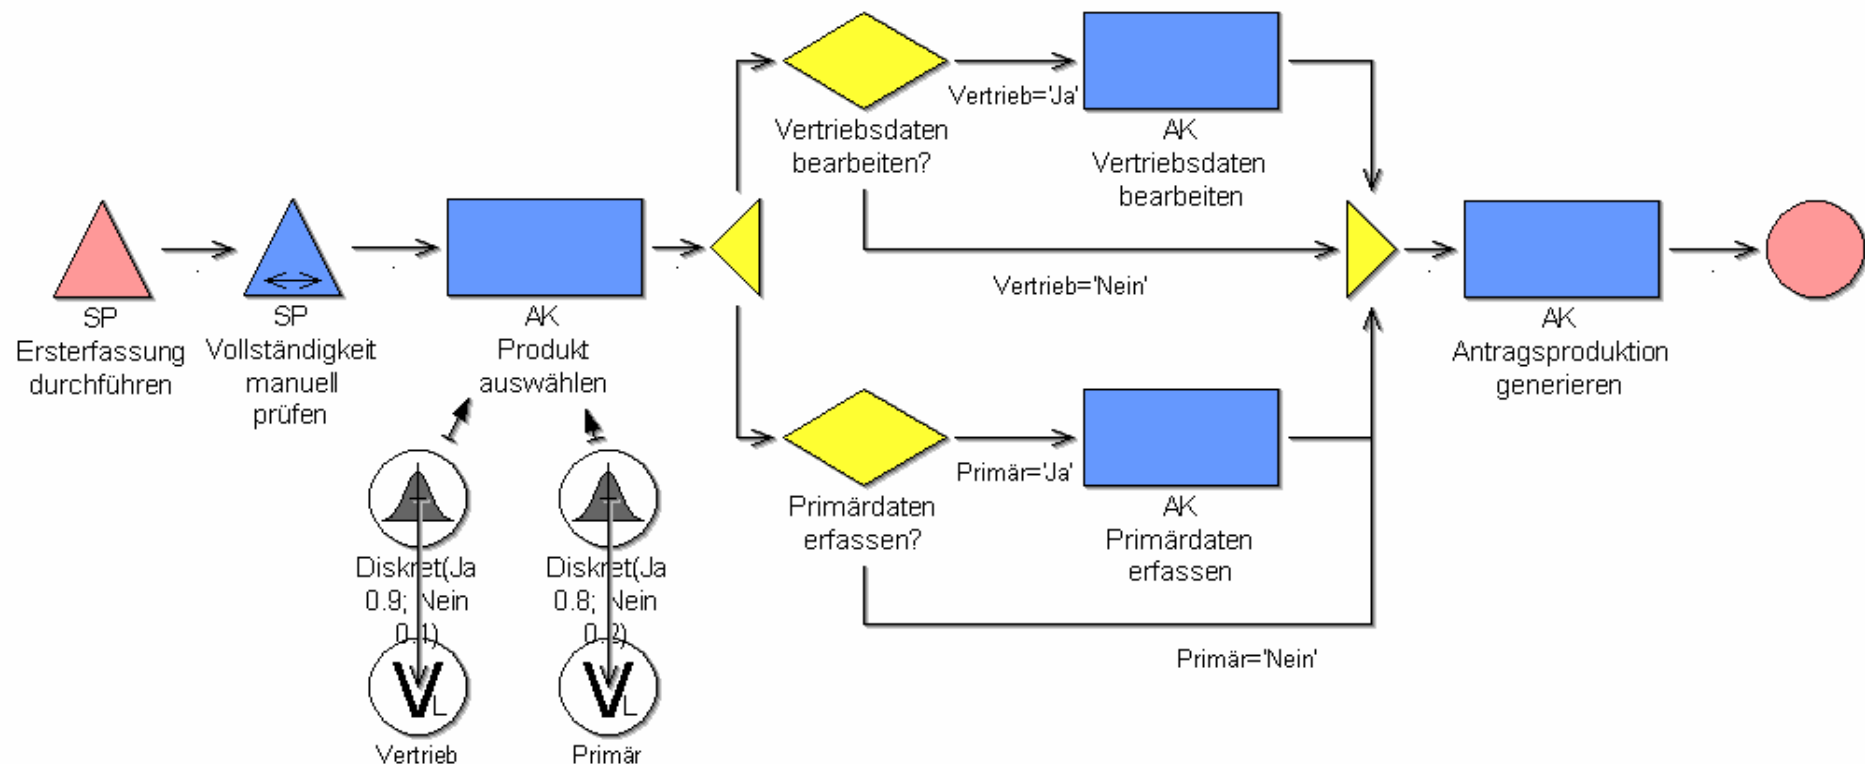 SP
Ersterfassung
durchführen
SP
Vollständigkeit
manuell
prüfen
AK
Produkt
auswählen
Vertriebsdaten
bearbeiten?
Vertrieb='Ja'
AK
Vertriebsdaten
bearbeiten
Vertrieb='Nein'
Primärdaten
erfassen?
Primär='Ja'
AK
Primärdaten
erfassen
Primär='Nein'
AK
Antragsproduktion
generieren
Diskret(Ja
0.9; Nein
0.1)
VL
Vertrieb
Diskret(Ja
0.8; Nein
0.2)
VL
Primär